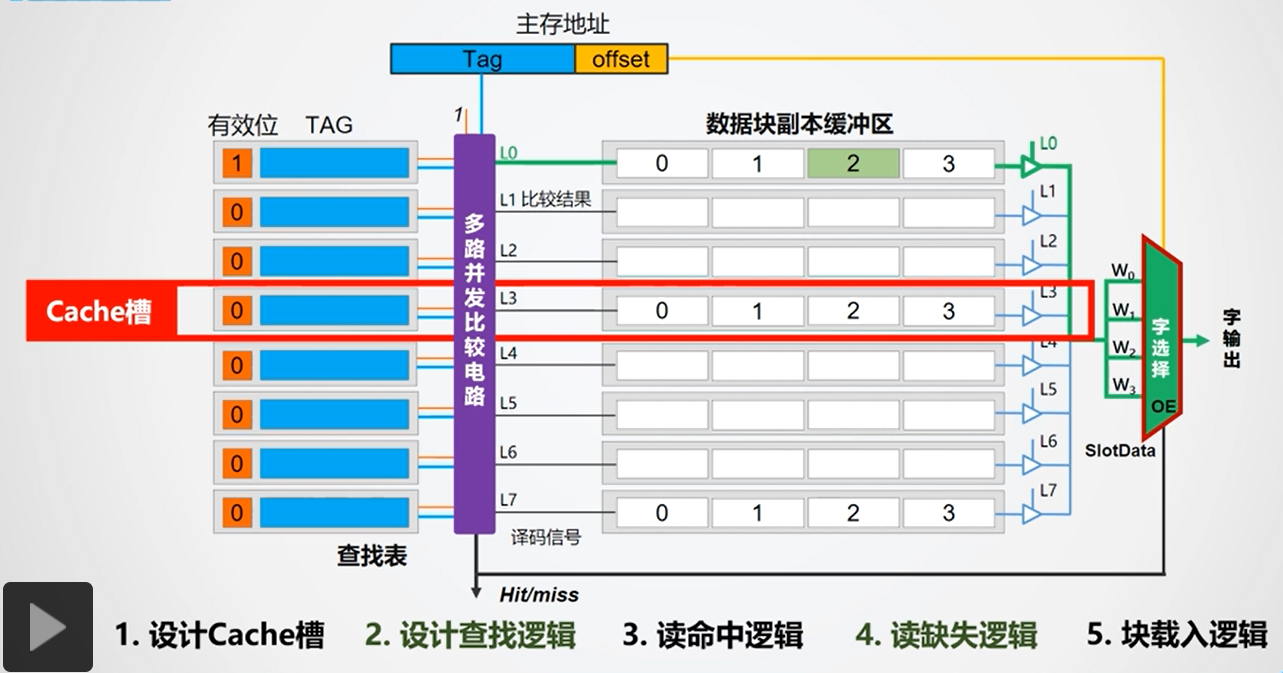 主存地址
Tag offset
有效位 TAG
1
数据块副本缓冲区
1 L0 0 1 2 3 L0
0 L1 比较结果 L1
0 L2 L2
Cache槽 0 L3 0 1 2 3 L3
0 L4 L4
0 L5 L5
0 L6 L6
0 L7 0 1 2 3 L7
多路并发比较电路
W0
W1
W2
W3
字选择
OE
字输出
SlotData
译码信号
查找表
Hit/miss
1. 设计Cache槽 2. 设计查找逻辑 3. 读命中逻辑 4. 读缺失逻辑 5. 块载入逻辑